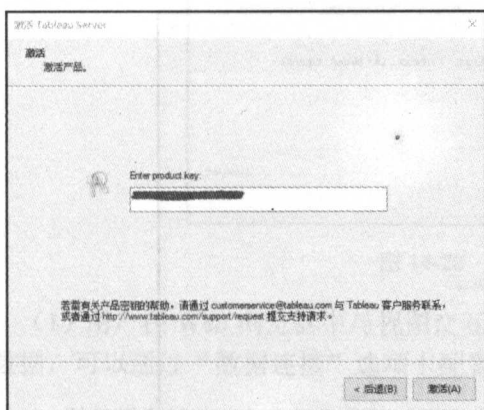 激活 Tableau Server
激活
激活产品。
Enter product key:
若需有关产品密钥的帮助，请通过 customerservice@tableau.com 与 Tableau 客户服务联系，
或者通过 http://www.tableau.com/support/request 提交支持请求。
< 后退(B)
激活(A)